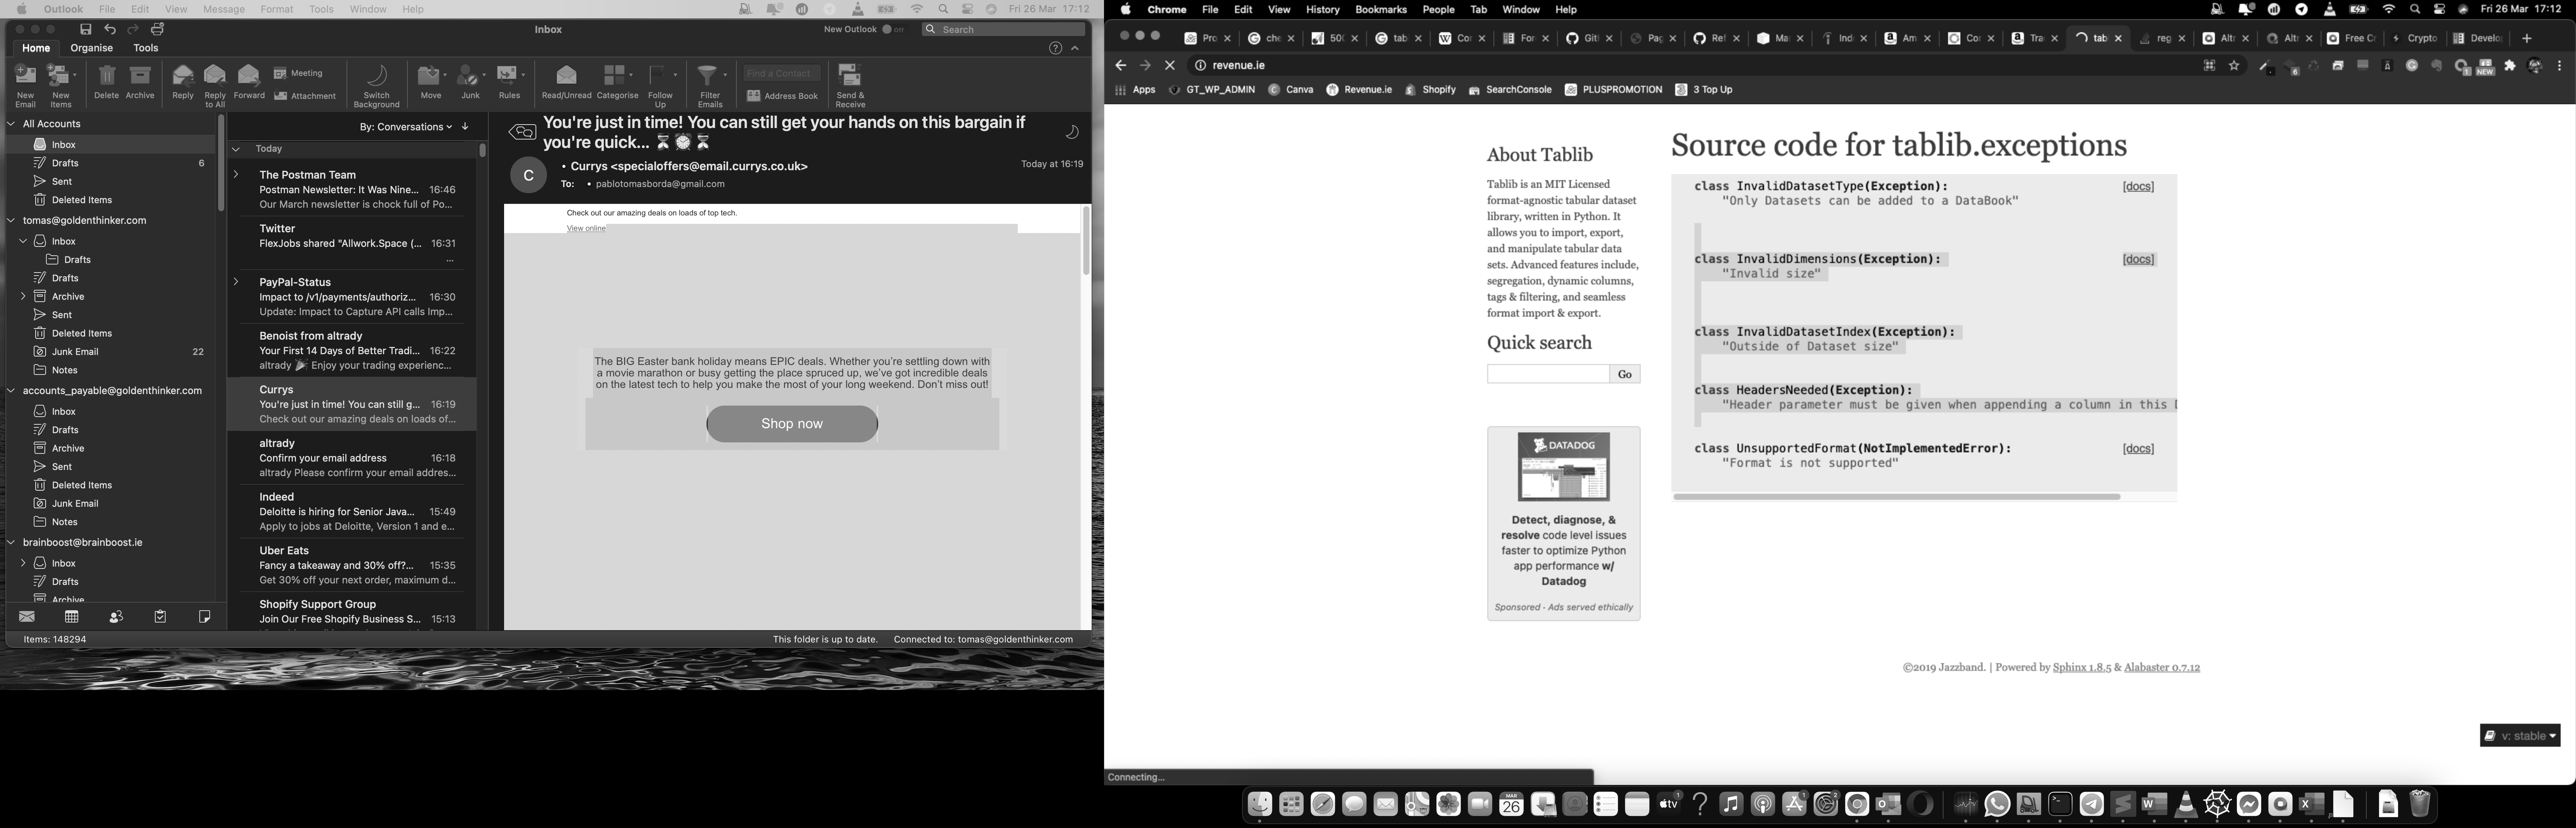 Outlook File Edit View Message Format Tools Window Help Fri 26 Mar 17:12
Inbox New Outlook Search
Home Organise Tools
New Email New Items Delete Archive Reply Reply to All Forward Meeting Attachment Switch Background Move Junk Rules Read/Unread Categorise Follow Up Filter Emails Find a Contact Address Book Send & Receive
All Accounts
Inbox
Drafts 6
Sent
Deleted Items
tomas@goldenthinker.com
Inbox
Drafts
Drafts
Archive
Sent
Deleted Items
Junk Email 22
Notes
accounts_payable@goldenthinker.com
Inbox
Drafts
Archive
Sent
Deleted Items
Junk Email
Notes
brainboost@brainboost.ie
Inbox
Drafts
Archive
By: Conversations
Today
The Postman Team
Postman Newsletter: It Was Nine... 16:46
Our March newsletter is chock full of Po...
Twitter
FlexJobs shared "Allwork.Space (... 16:31
...
PayPal-Status
Impact to /v1/payments/authoriz... 16:30
Update: Impact to Capture API calls Imp...
Benoist from altrady
Your First 14 Days of Better Tradi... 16:22
altrady 🎉 Enjoy your trading experienc...
Currys
You're just in time! You can still g... 16:19
Check out our amazing deals on loads of...
altrady
Confirm your email address 16:18
altrady Please confirm your email addres...
Indeed
Deloitte is hiring for Senior Java... 15:49
Apply to jobs at Deloitte, Version 1 and e...
Uber Eats
Fancy a takeaway and 30% off?... 15:35
Get 30% off your next order, maximum d...
Shopify Support Group
Join Our Free Shopify Business S... 15:13
You're just in time! You can still get your hands on this bargain if
you're quick... ⏳⏰⏳
C
• Currys <specialoffers@email.currys.co.uk> Today at 16:19
To: • pablotomasborda@gmail.com
Check out our amazing deals on loads of top tech.
View online
The BIG Easter bank holiday means EPIC deals. Whether you're settling down with
a movie marathon or busy getting the place spruced up, we've got incredible deals
on the latest tech to help you make the most of your long weekend. Don't miss out!
Shop now
Items: 148294 This folder is up to date. Connected to: tomas@goldenthinker.com
Chrome File Edit View History Bookmarks People Tab Window Help Fri 26 Mar 17:12
Pro che 50( tabl Cor For Git Pag Ref Ma Ind Am Cor Tra tab reg Altr Altr Free C Crypto Develo
revenue.ie
6 1 NEW
Apps GT_WP_ADMIN Canva Revenue.ie Shopify SearchConsole PLUSPROMOTION 3 Top Up
About Tablib
Tablib is an MIT Licensed
format-agnostic tabular dataset
library, written in Python. It
allows you to import, export,
and manipulate tabular data
sets. Advanced features include,
segregation, dynamic columns,
tags & filtering, and seamless
format import & export.
Quick search
Go
DATADOG
Detect, diagnose, &
resolve code level issues
faster to optimize Python
app performance w/
Datadog
Sponsored · Ads served ethically
Source code for tablib.exceptions
class InvalidDatasetType(Exception): [docs]
"Only Datasets can be added to a DataBook"
class InvalidDimensions(Exception): [docs]
"Invalid size"
class InvalidDatasetIndex(Exception):
"Outside of Dataset size"
class HeadersNeeded(Exception):
"Header parameter must be given when appending a column in this D
class UnsupportedFormat(NotImplementedError): [docs]
"Format is not supported"
©2019 Jazzband. | Powered by Sphinx 1.8.5 & Alabaster 0.7.12
v: stable
Connecting...
MAR
26
tv